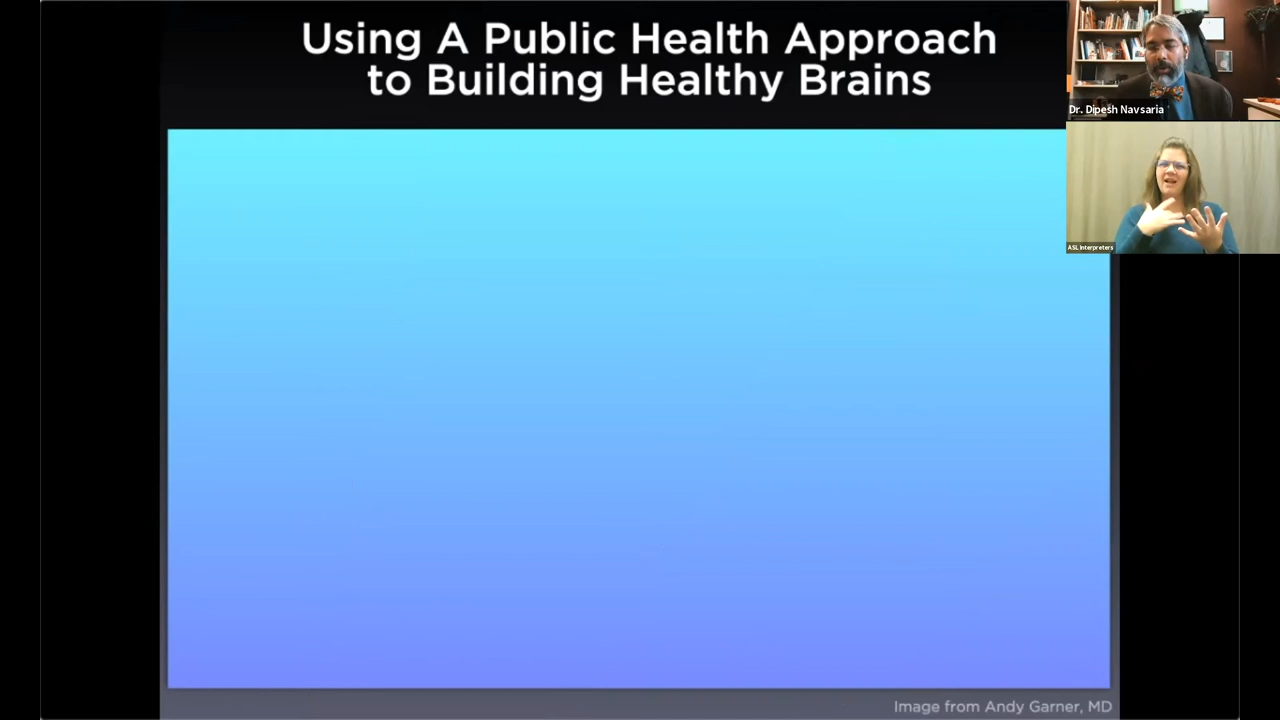 Using A Public Health Approach
to Building Healthy Brains
Dr. Dipesh Navsaria
ASL Interpreters
Image from Andy Garner, MD